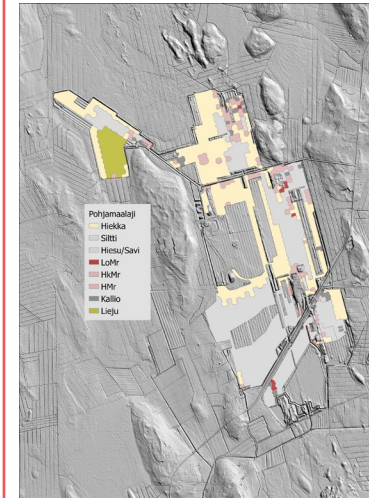 Pohjamaalaji
Hiekka
Siltti
Hiesu/Savi
LoMr
HkMr
HMr
Kallio
Lieju